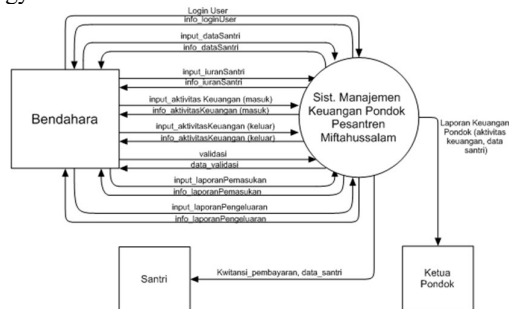 gy
Login User
info_loginUser
input_dataSantri
info_dataSantri
input_iuranSantri
info_iuranSantri
input_aktivitas Keuangan (masuk)
info_aktivitasKeuangan (masuk)
input_aktivitasKeuangan (keluar)
info_aktivitasKeuangan (keluar)
validasi
data_validasi
input_laporanPemasukan
info_laporanPemasukan
input_laporanPengeluaran
info_laporanPengeluaran
Bendahara
Sist. Manajemen
Keuangan Pondok
Pesantren
Miftahussalam
Laporan Keuangan
Pondok (aktivitas
keuangan, data
santri)
Santri
Kwitansi_pembayaran, data_santri
Ketua
Pondok